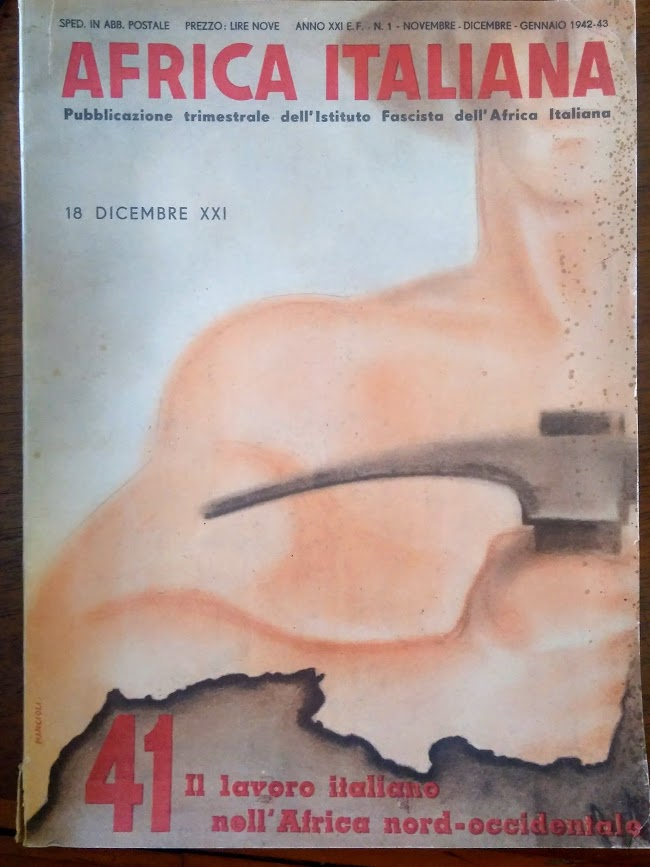 SPED. IN ABB. POSTALE PREZZO: LIRE NOVE ANNO XXI E.F. - N. 1 - NOVEMBRE - DICEMBRE - GENNAIO 1942-43
AFRICA ITALIANA
Pubblicazione trimestrale dell'Istituto Fascista dell'Africa Italiana
18 DICEMBRE XXI
41
Il lavoro italiano
nell'Africa nord-occidentale